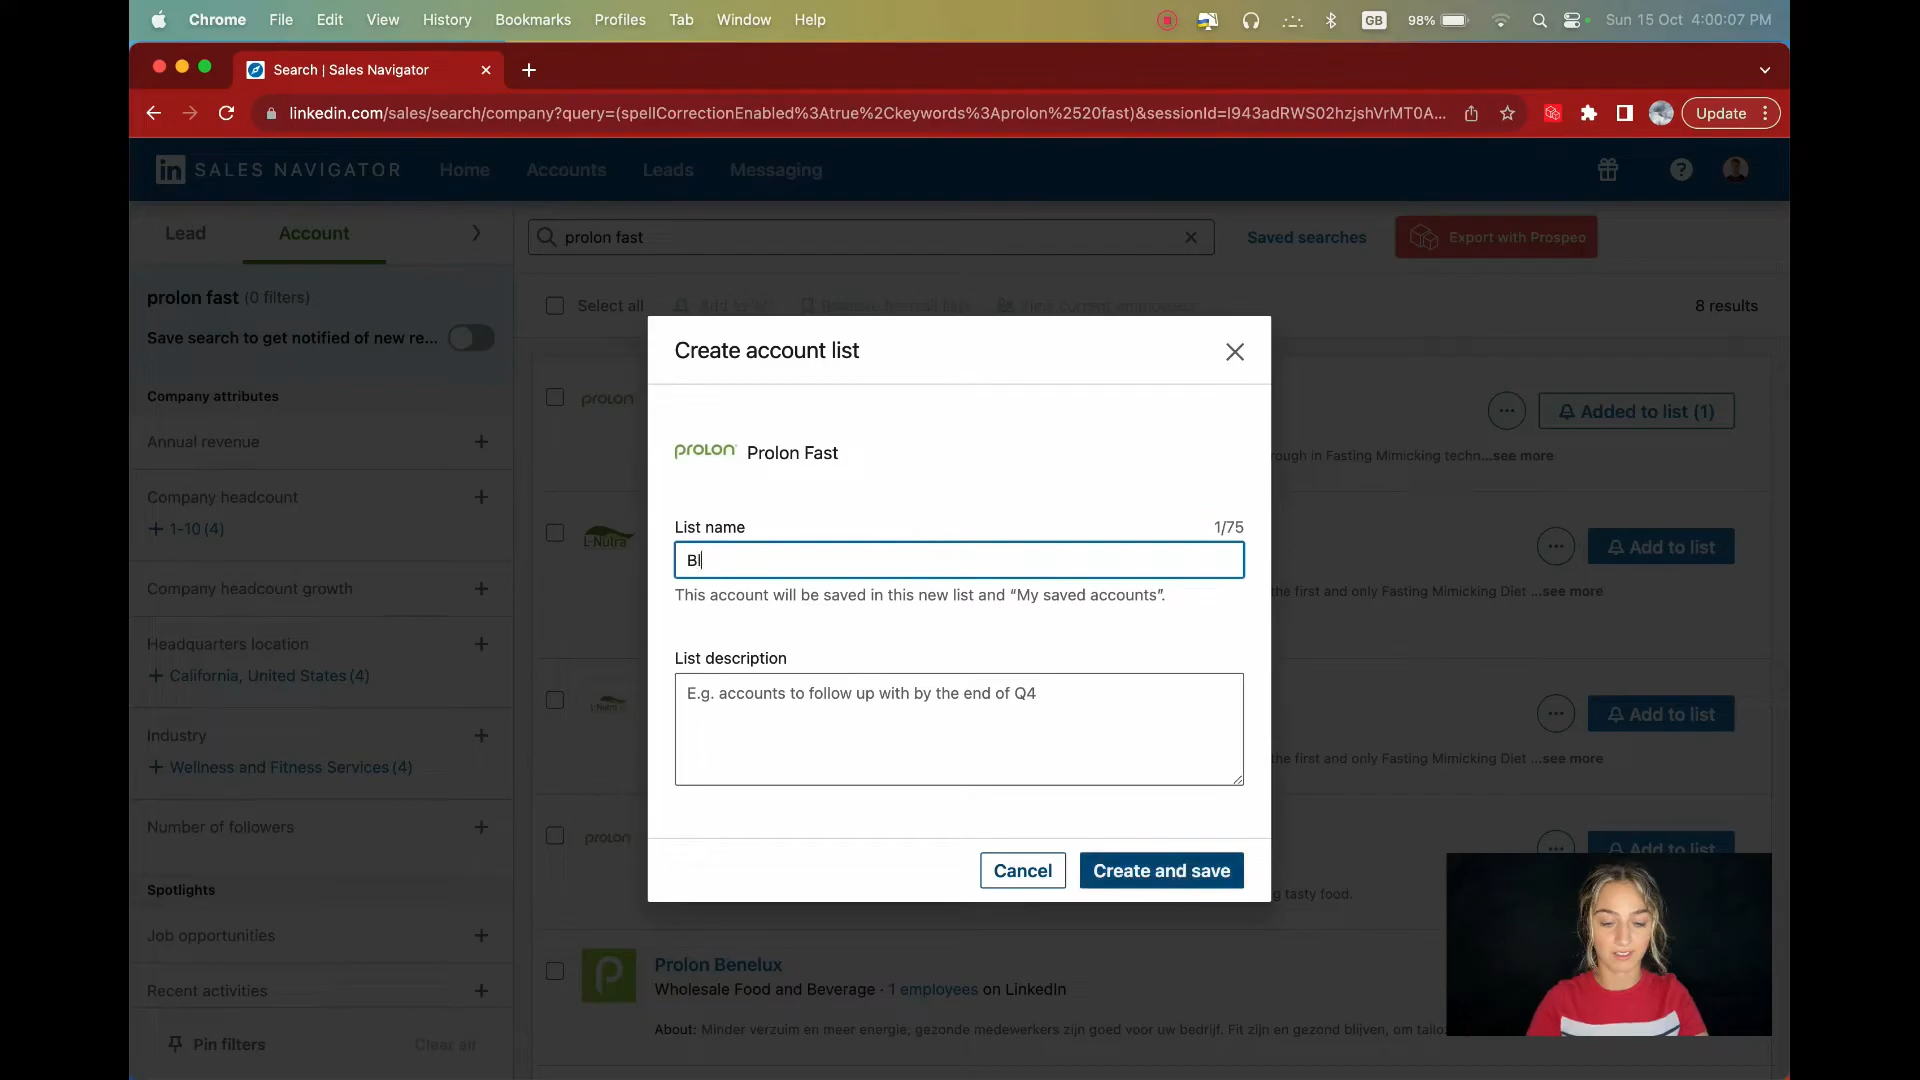 Chrome File Edit View History Bookmarks Profiles Tab Window Help GB 98% Sun 15 Oct 4:00:07 PM
Search | Sales Navigator
linkedin.com/sales/search/company?query=(spellCorrectionEnabled%3Atrue%2Ckeywords%3Aprolon%2520fast)&sessionId=I943adRWS02hzjshVrMT0A... Update
in SALES NAVIGATOR Home Accounts Leads Messaging
Lead Account
prolon fast Saved searches Export with Prospeo
prolon fast (0 filters)
Save search to get notified of new re...
Select all 8 results
Company attributes
Annual revenue
Company headcount
1-10 (4)
Company headcount growth
Headquarters location
California, United States (4)
Industry
Wellness and Fitness Services (4)
Number of followers
Spotlights
Job opportunities
Recent activities
Pin filters Clear all
Create account list
PROLON Prolon Fast
List name 1/75
Bl
This account will be saved in this new list and “My saved accounts”.
List description
E.g. accounts to follow up with by the end of Q4
Cancel Create and save
PROLON
Added to list (1)
rough in Fasting Mimicking techn...see more
L-Nutra
Add to list
the first and only Fasting Mimicking Diet ...see more
L-Nutra
Add to list
the first and only Fasting Mimicking Diet ...see more
PROLON
Add to list
g tasty food.
Prolon Benelux
Wholesale Food and Beverage · 1 employees on LinkedIn
About: Minder verzuim en meer energie, gezonde medewerkers zijn goed voor uw bedrijf. Fit zijn en gezond blijven, om